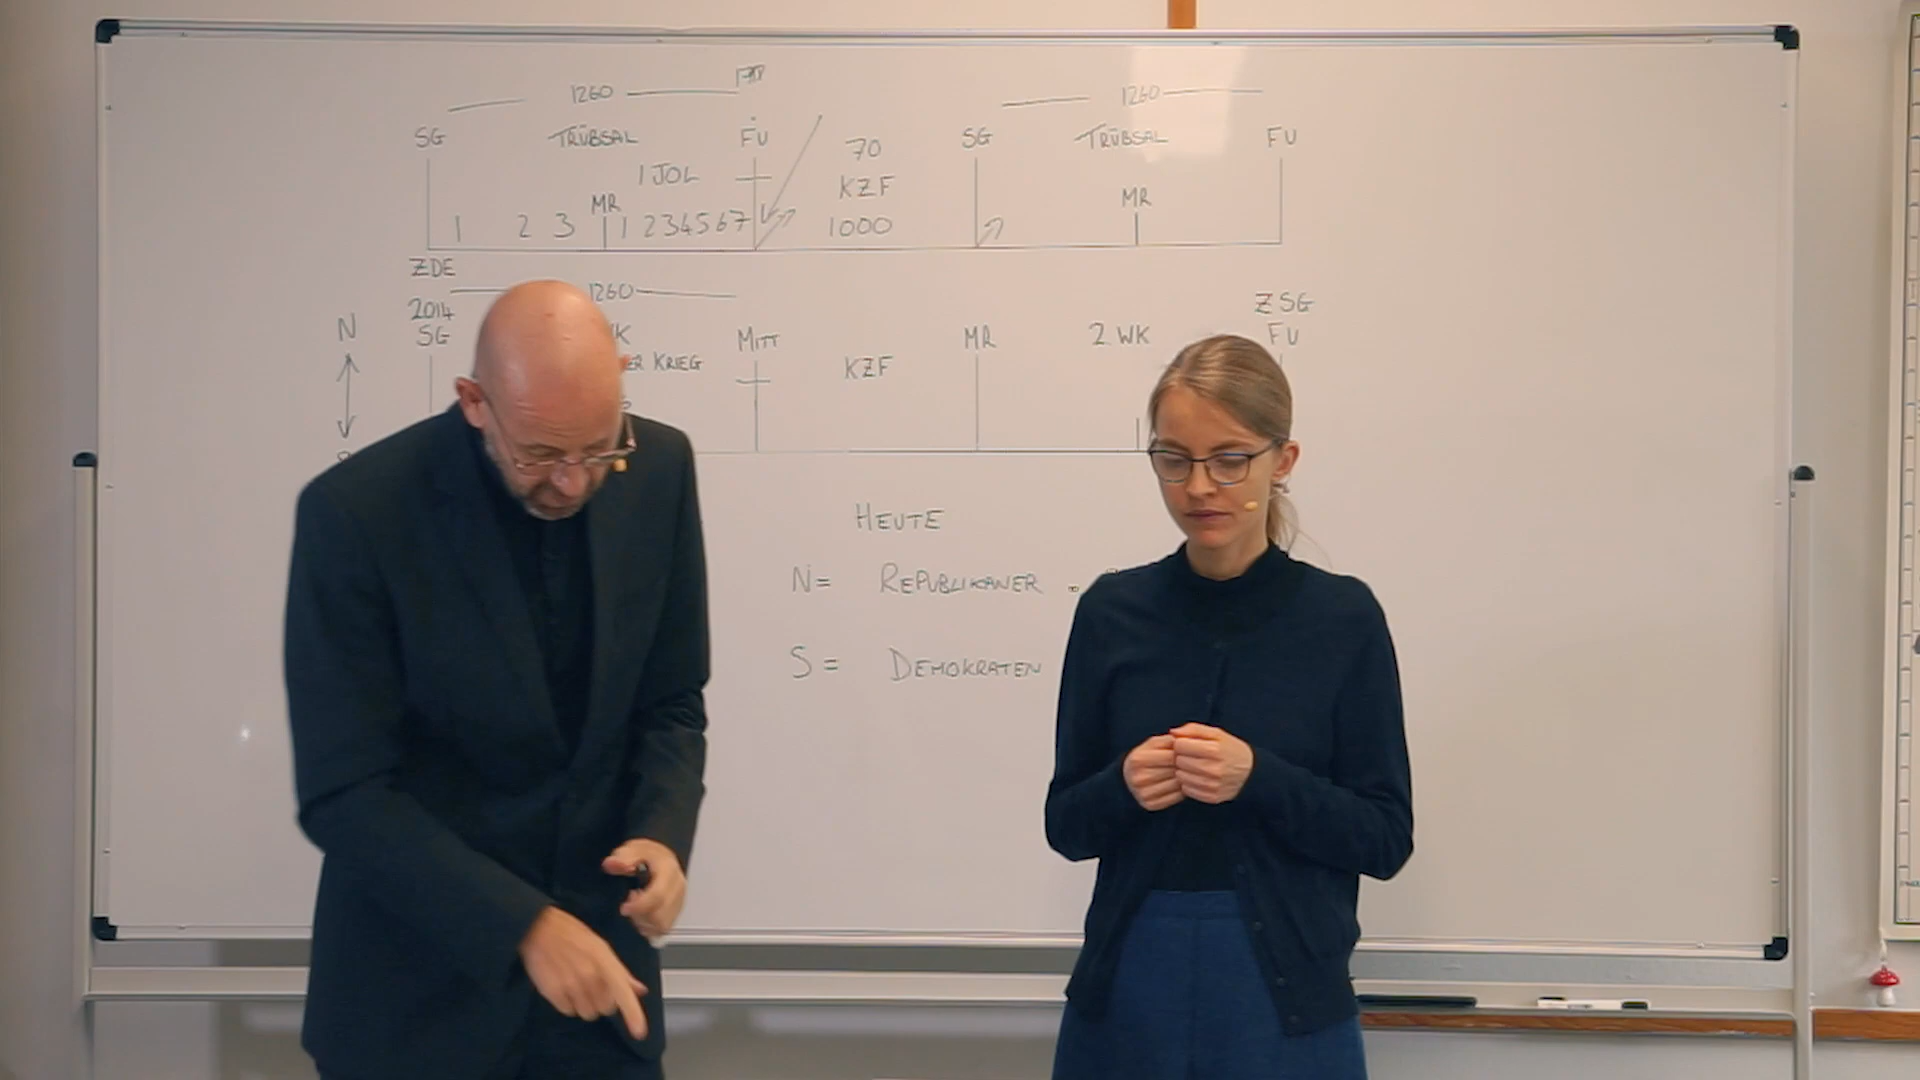 1260 1260
SG TRÜBSAL FU 70 SG TRÜBSAL FU
1 JOL KZF
MR MR
1 2 3 1 2 3 4 5 6 7 1000
ZDE
1260
2014 ZSG
N SG K MITT MR 2 WK FU
ER KRIEG KZF
HEUTE
N= REPUBLIKANER
S = DEMOKRATEN